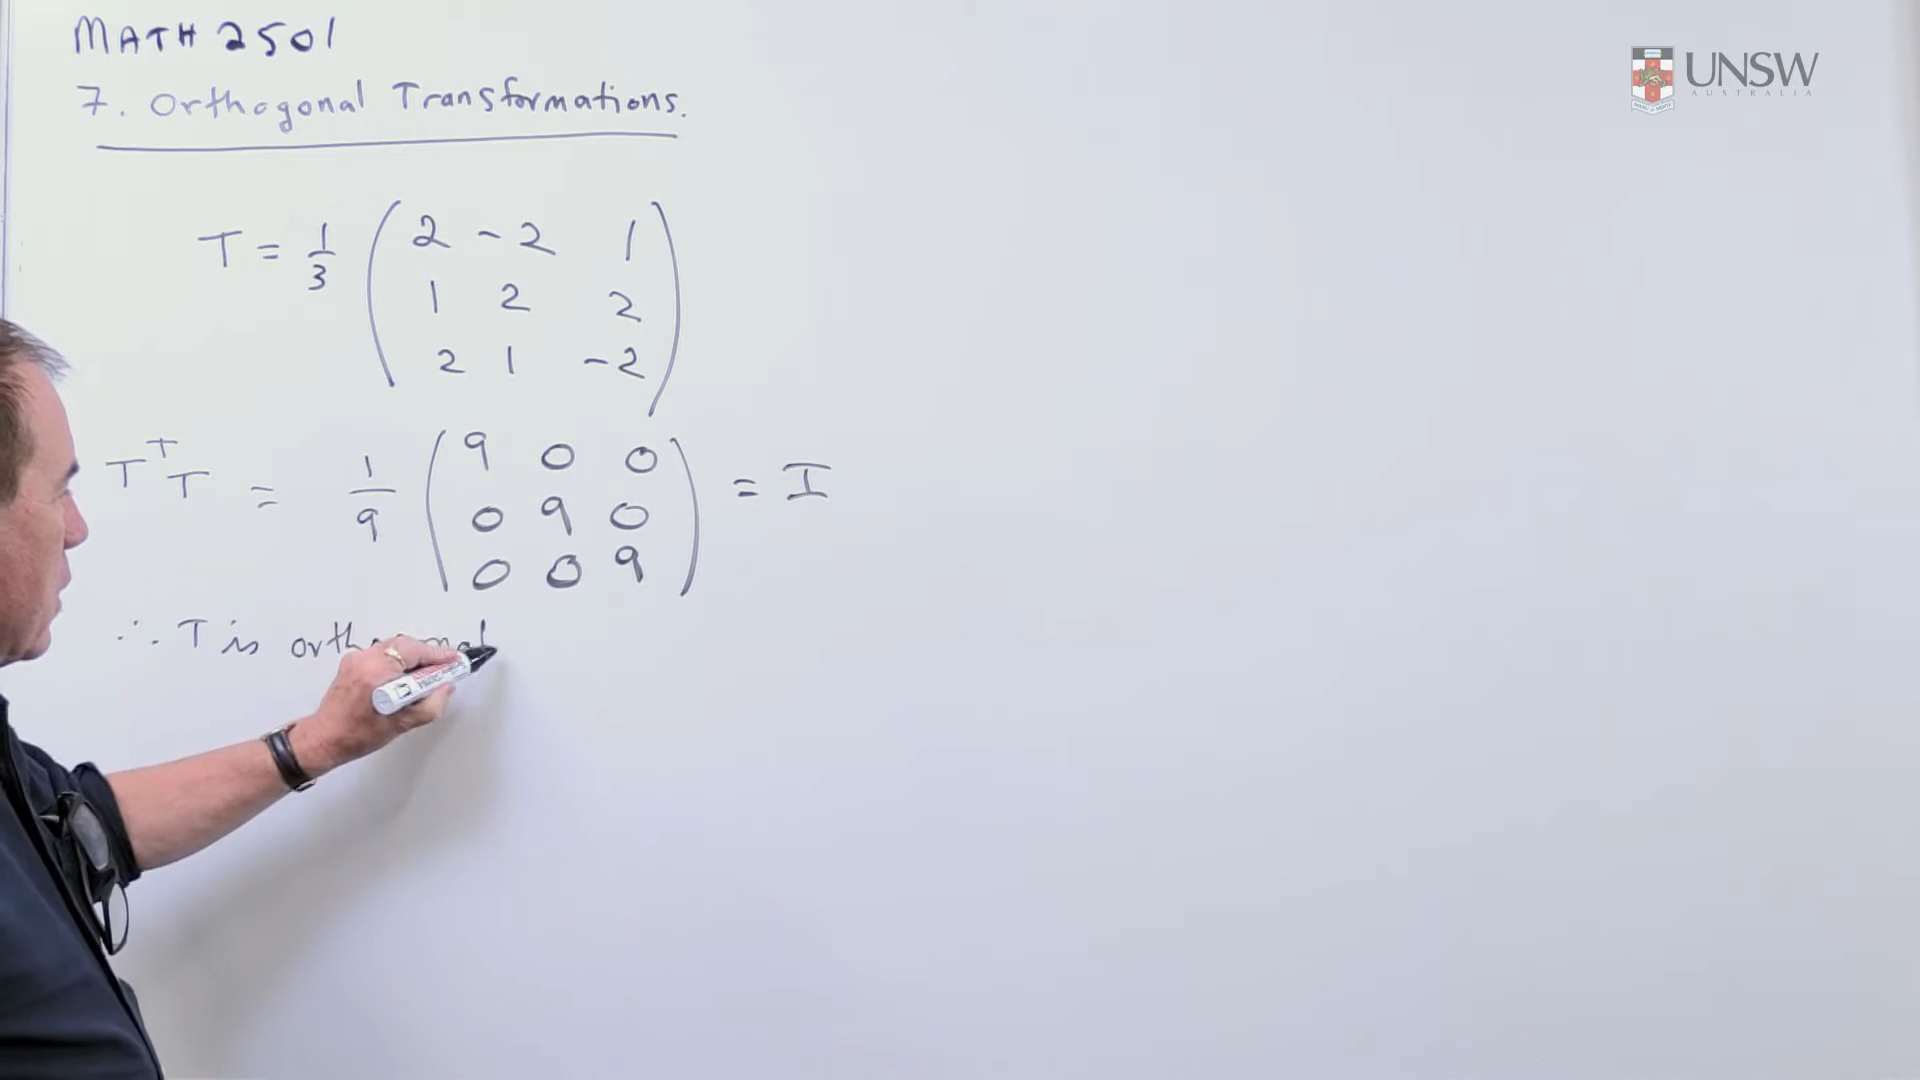 MATH 2501
7. Orthogonal Transformations.
UNSW
AUSTRALIA
T = 1/3 ( 2 -2 1
1 2 2
2 1 -2 )
T^T T = 1/9 ( 9 0 0
0 9 0
0 0 9 ) = I
∴ T is